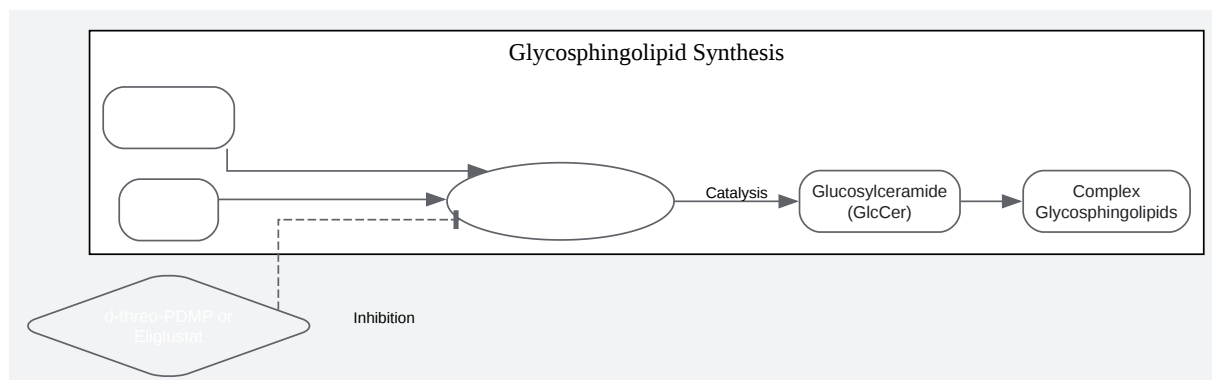 Glycosphingolipid Synthesis
Catalysis
Glucosylceramide
(GlcCer)
Complex
Glycosphingolipids
d-threo-PDMP or
Eliglustat
Inhibition